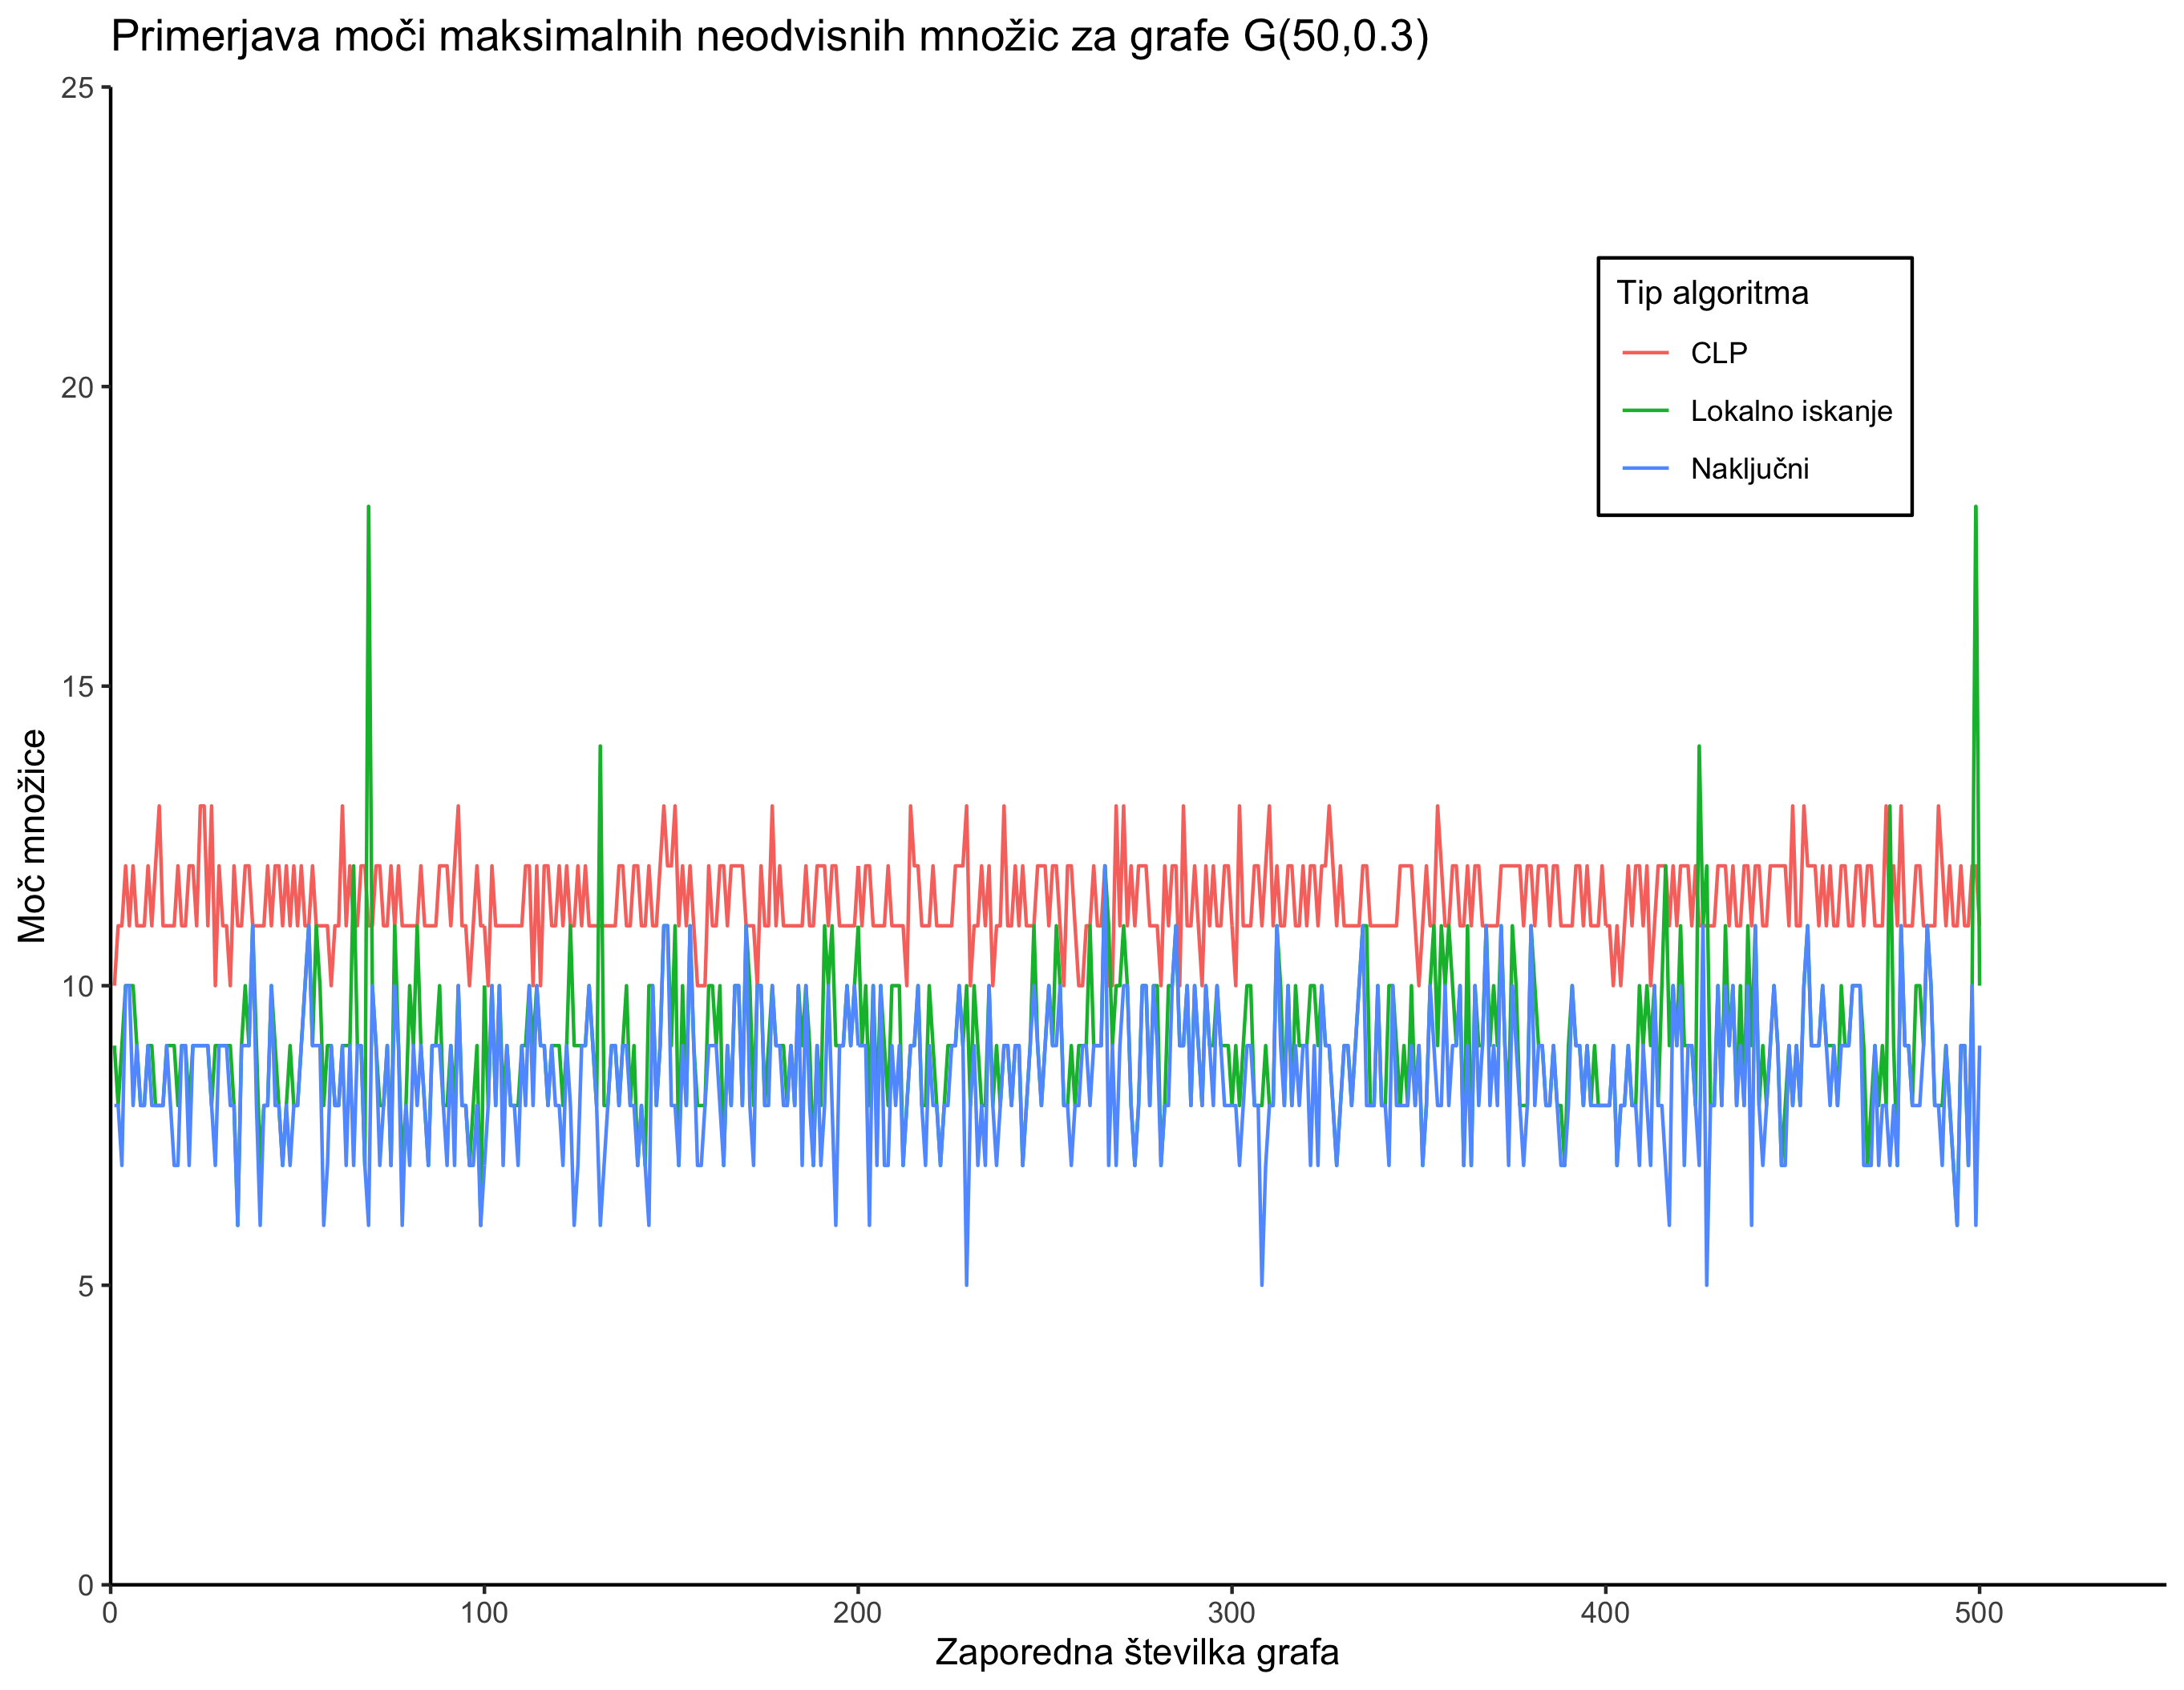 Primerjava moči maksimalnih neodvisnih množic za grafe G(50,0.3)
25
20
15
10
5
0
Moč množice
Tip algoritma
CLP
Lokalno iskanje
Naključni
0 100 200 300 400 500
Zaporedna številka grafa